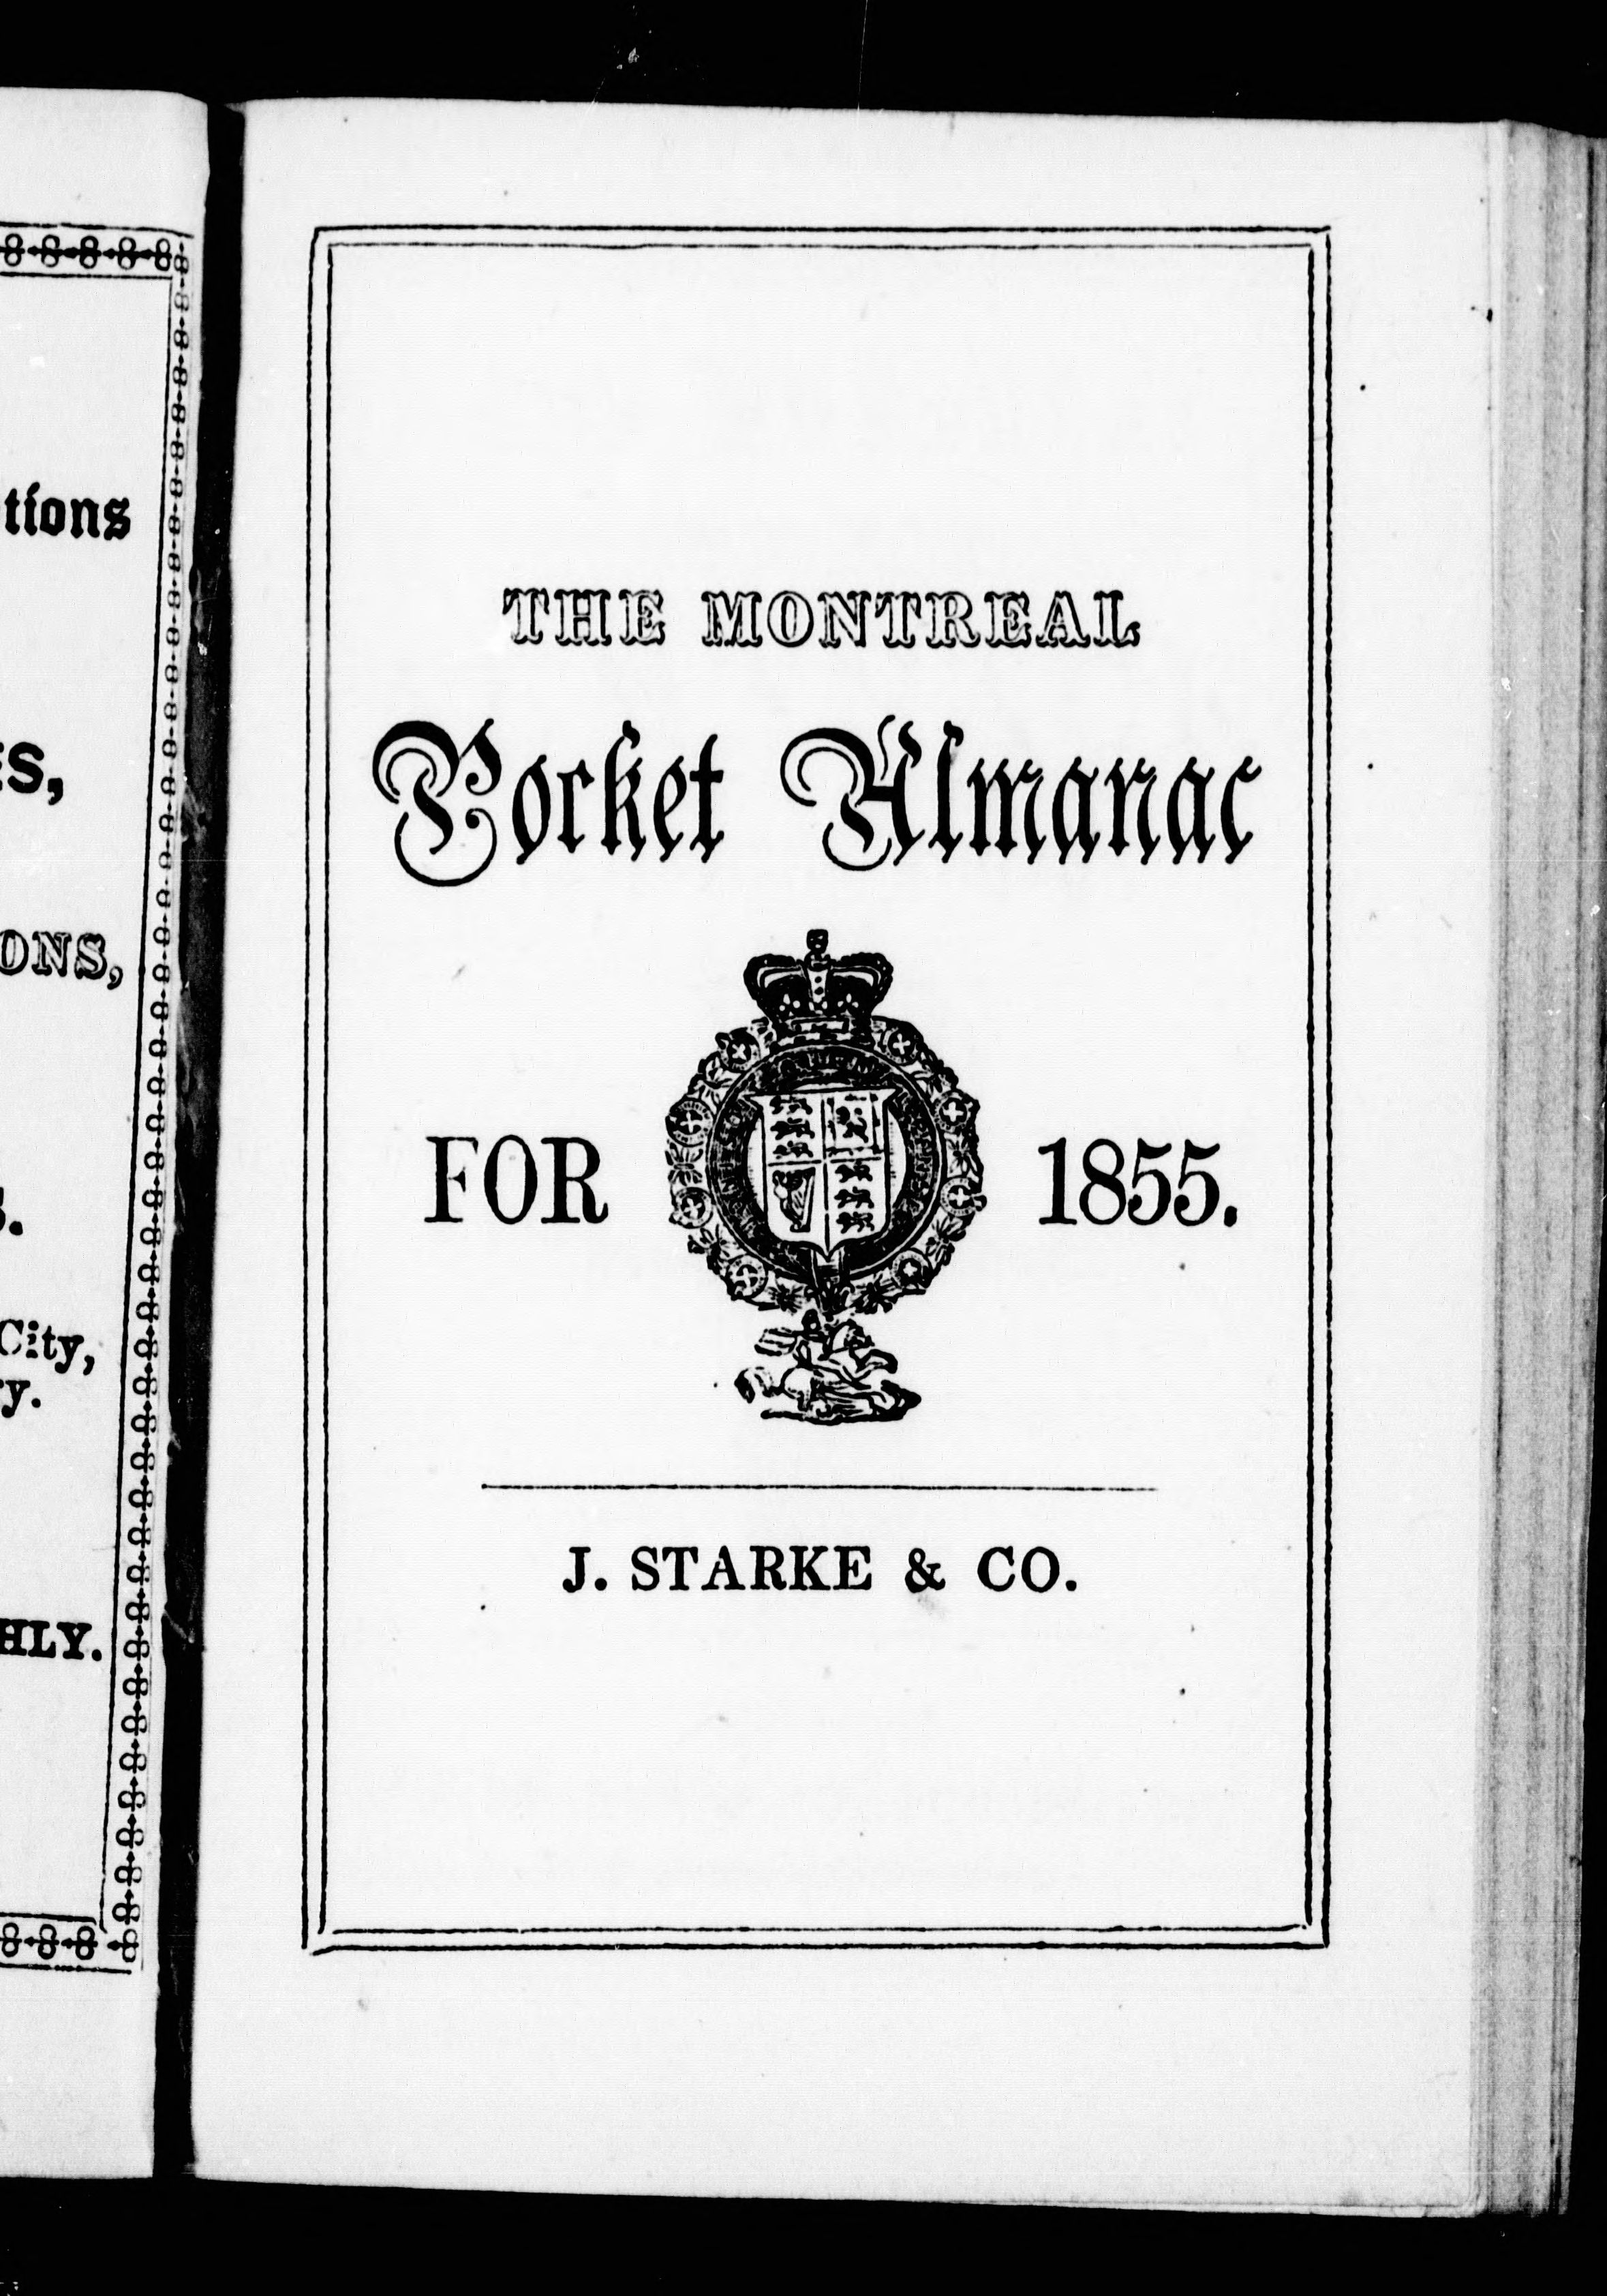 tions
ES,
ONS,
S.
City,
y.
HLY.
THE MONTREAL
Pocket Almanac
FOR 1855.
J. STARKE & CO.